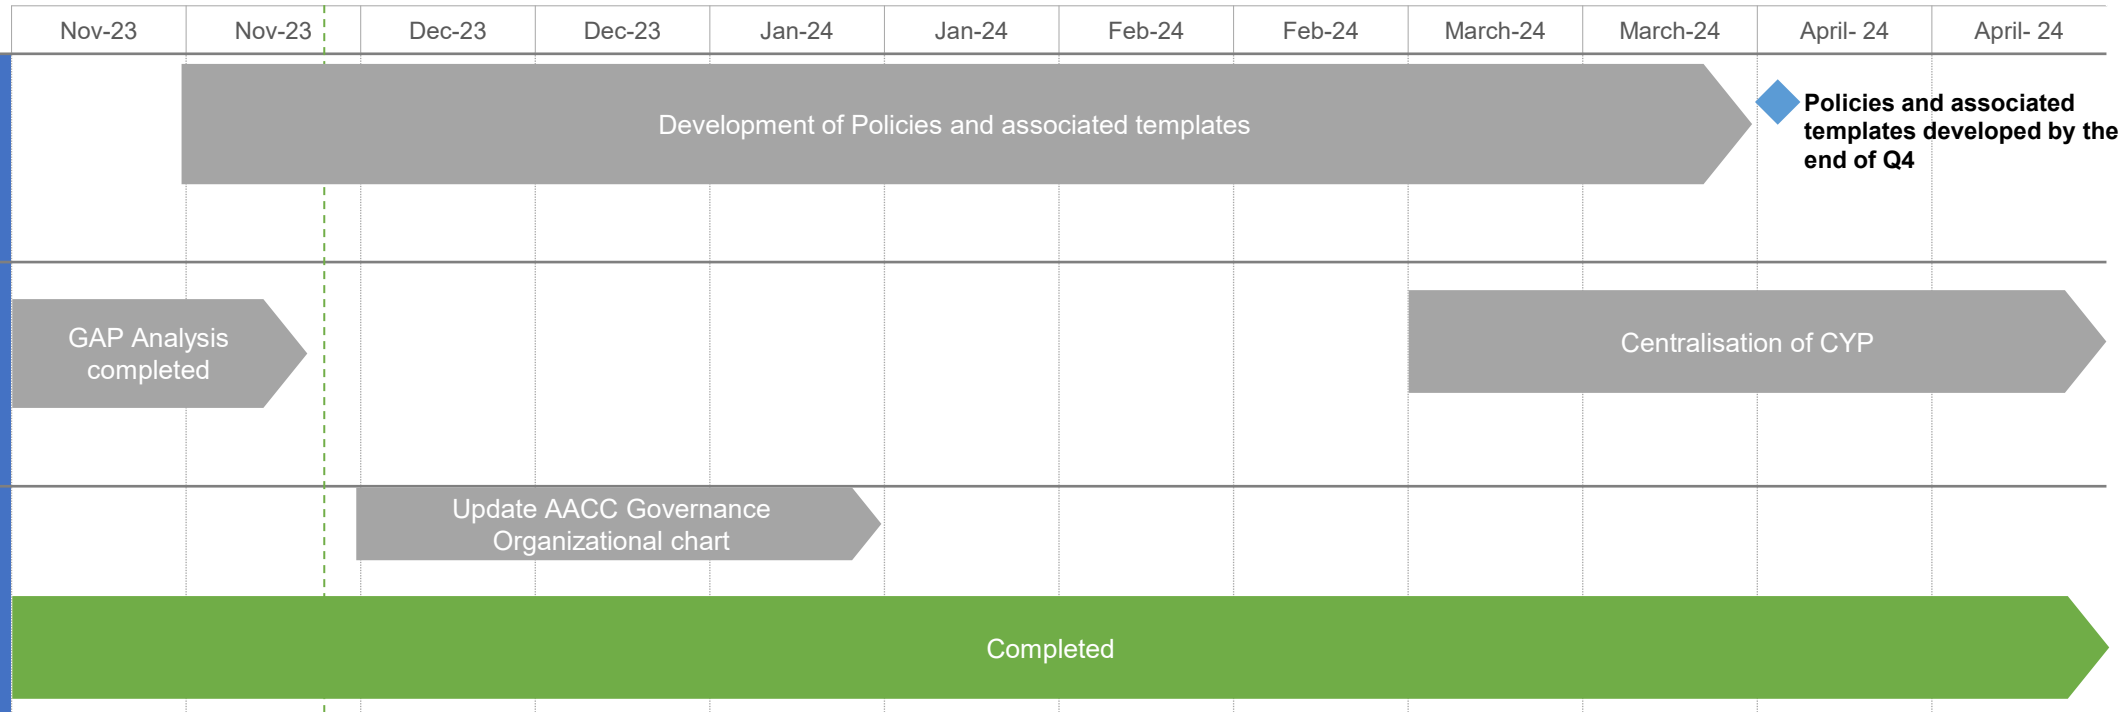 Nov-23 Nov-23 Dec-23 Dec-23 Jan-24 Jan-24 Feb-24 Feb-24 March-24 March-24 April- 24 April- 24
Development of Policies and associated templates
Policies and associated
templates developed by the
end of Q4
GAP Analysis
completed
Centralisation of CYP
Update AACC Governance
Organizational chart
Completed